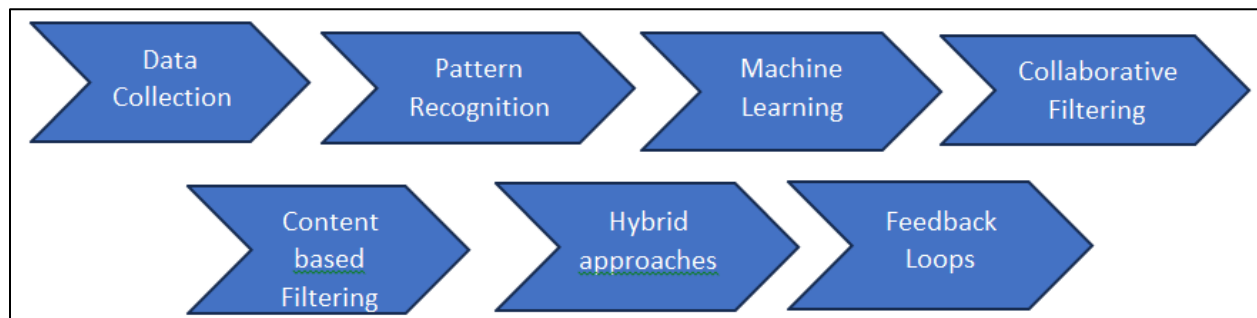 Data
Collection
Pattern
Recognition
Machine
Learning
Collaborative
Filtering
Content
based
Filtering
Hybrid
approaches
Feedback
Loops